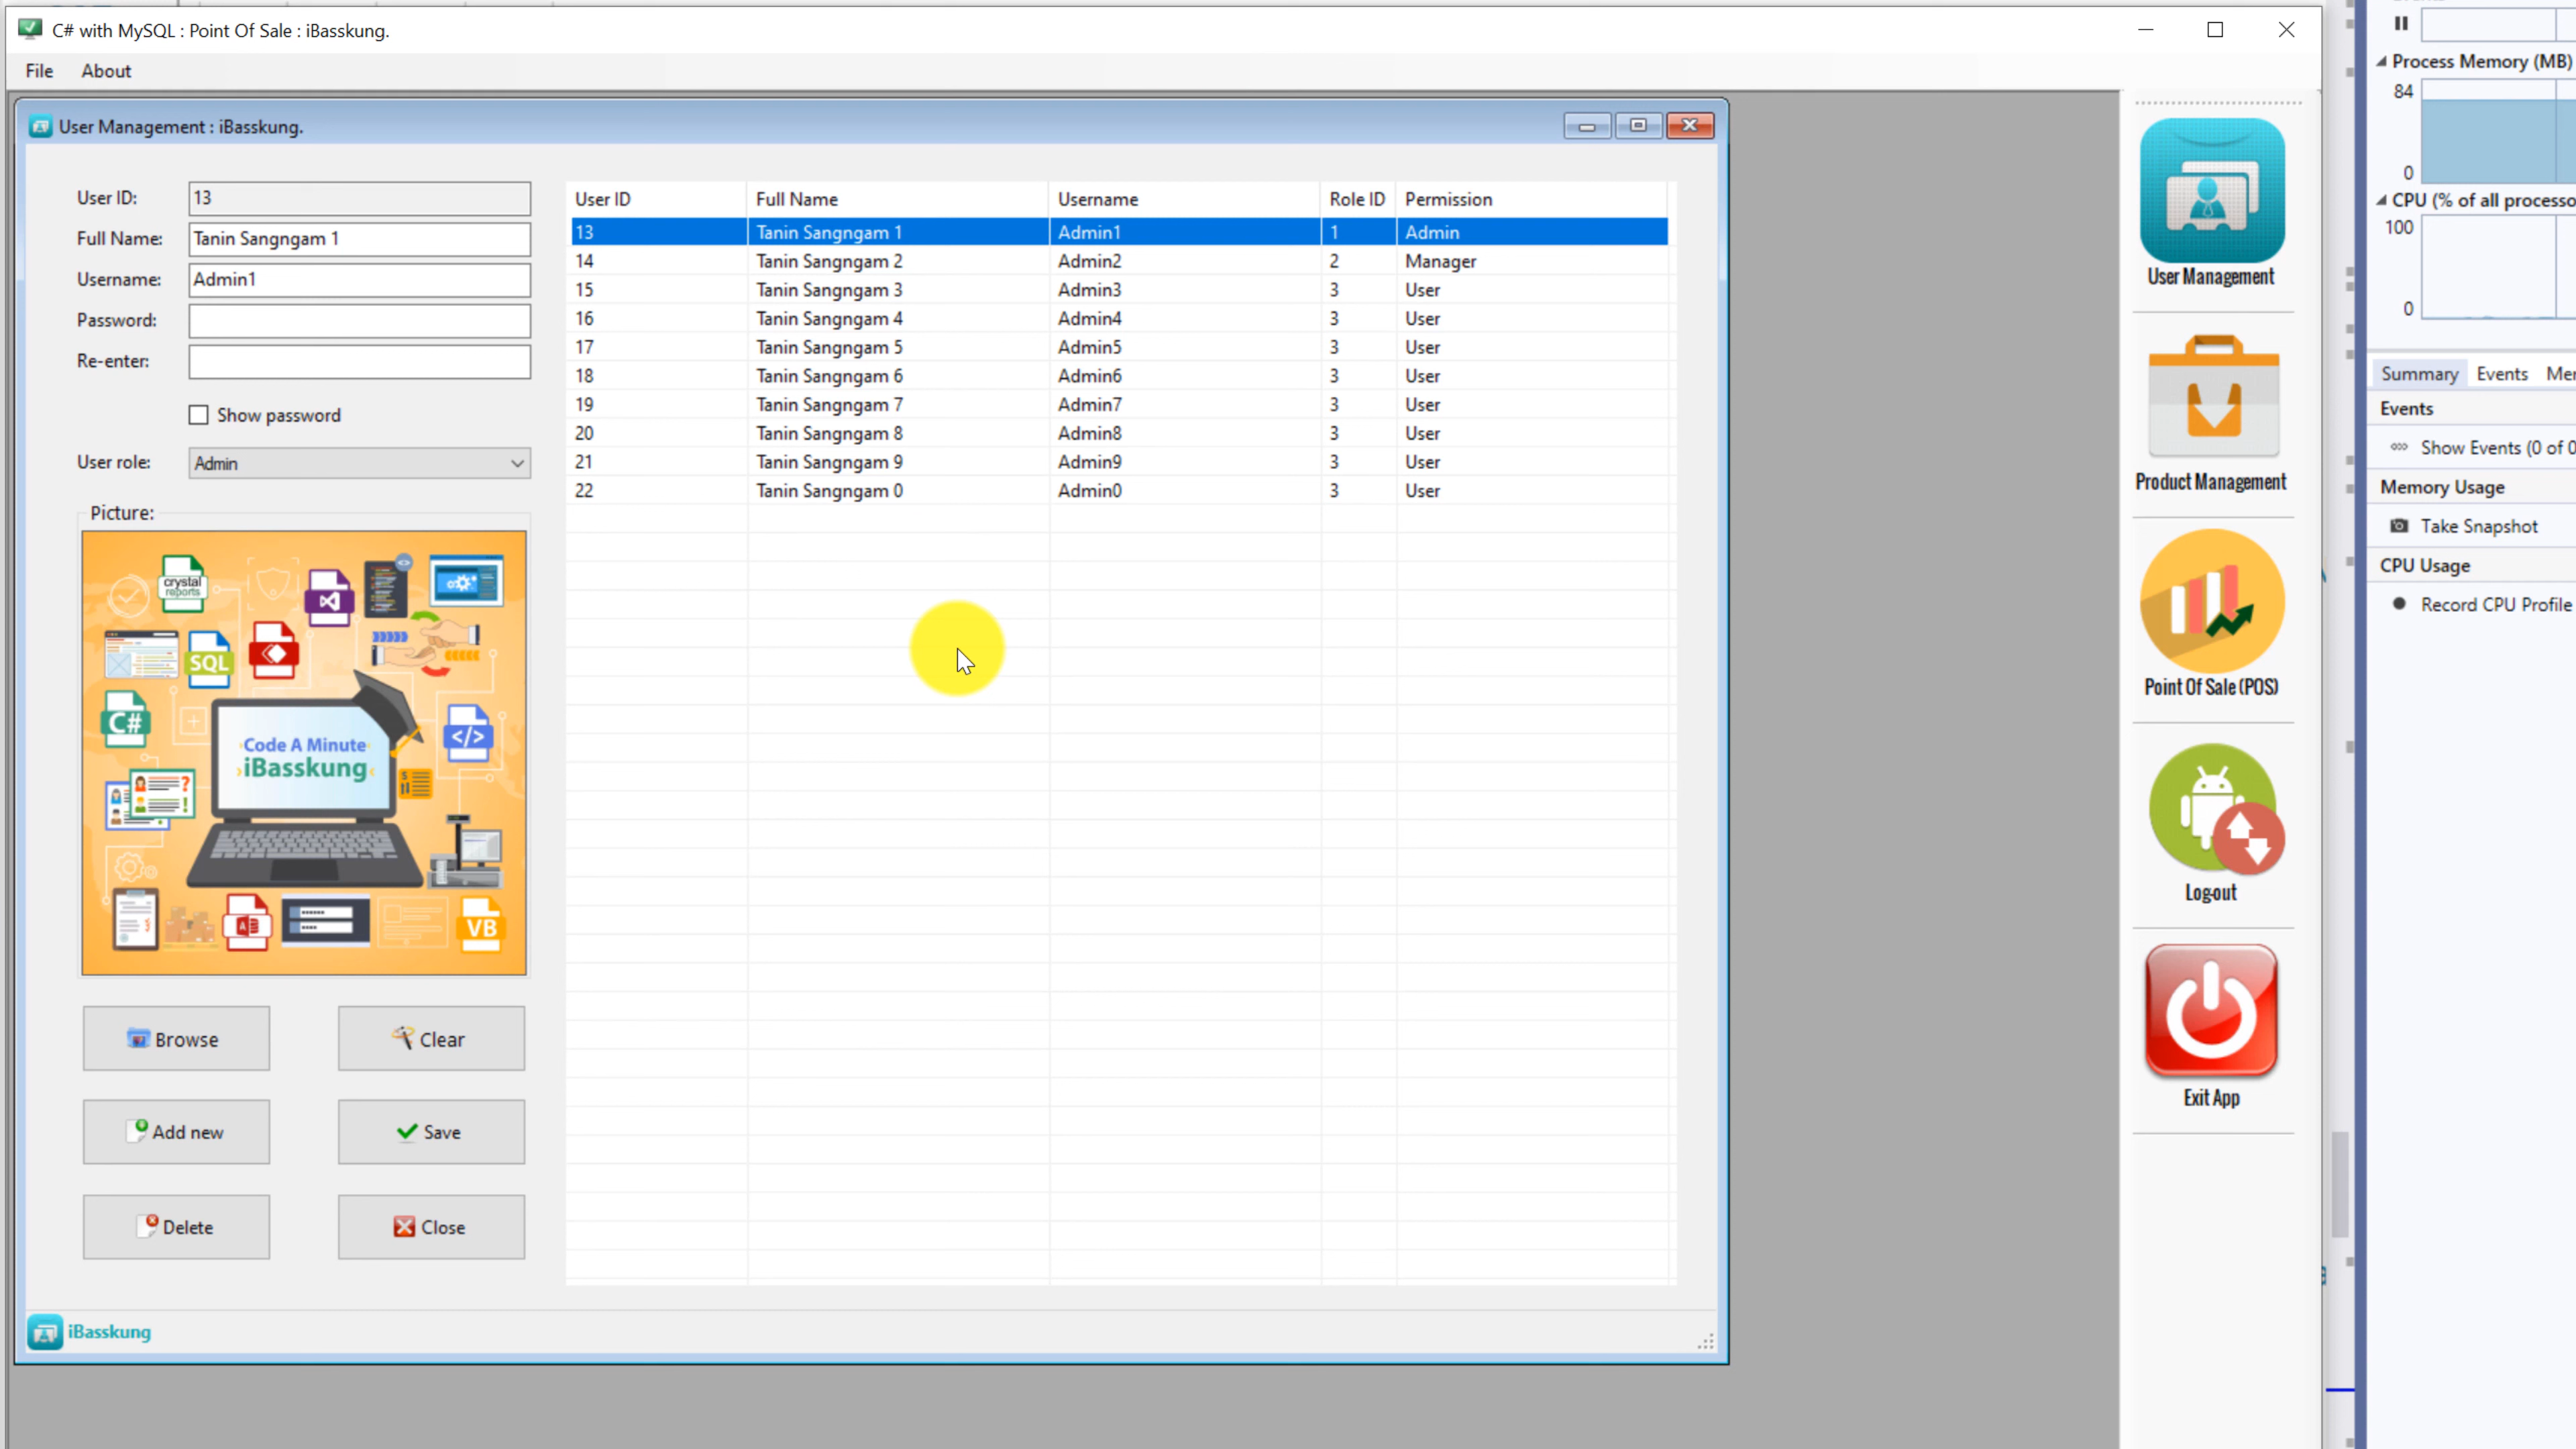 C# with MySQL : Point Of Sale : iBasskung.
File About
User Management : iBasskung.
User ID: 13
Full Name: Tanin Sangngam 1
Username: Admin1
Password:
Re-enter:
Show password
User role: Admin
Picture:
crystal
reports
SQL
C#
</>
Code A Minute
iBasskung
VB
Browse Clear
Add new Save
Delete Close
User ID Full Name Username Role ID Permission
13 Tanin Sangngam 1 Admin1 1 Admin
14 Tanin Sangngam 2 Admin2 2 Manager
15 Tanin Sangngam 3 Admin3 3 User
16 Tanin Sangngam 4 Admin4 3 User
17 Tanin Sangngam 5 Admin5 3 User
18 Tanin Sangngam 6 Admin6 3 User
19 Tanin Sangngam 7 Admin7 3 User
20 Tanin Sangngam 8 Admin8 3 User
21 Tanin Sangngam 9 Admin9 3 User
22 Tanin Sangngam 0 Admin0 3 User
iBasskung
User Management
Product Management
Point Of Sale (POS)
Log-out
Exit App
Process Memory (MB)
84
0
CPU (% of all processo
100
0
Summary Events Mer
Events
Show Events (0 of 0
Memory Usage
Take Snapshot
CPU Usage
Record CPU Profile